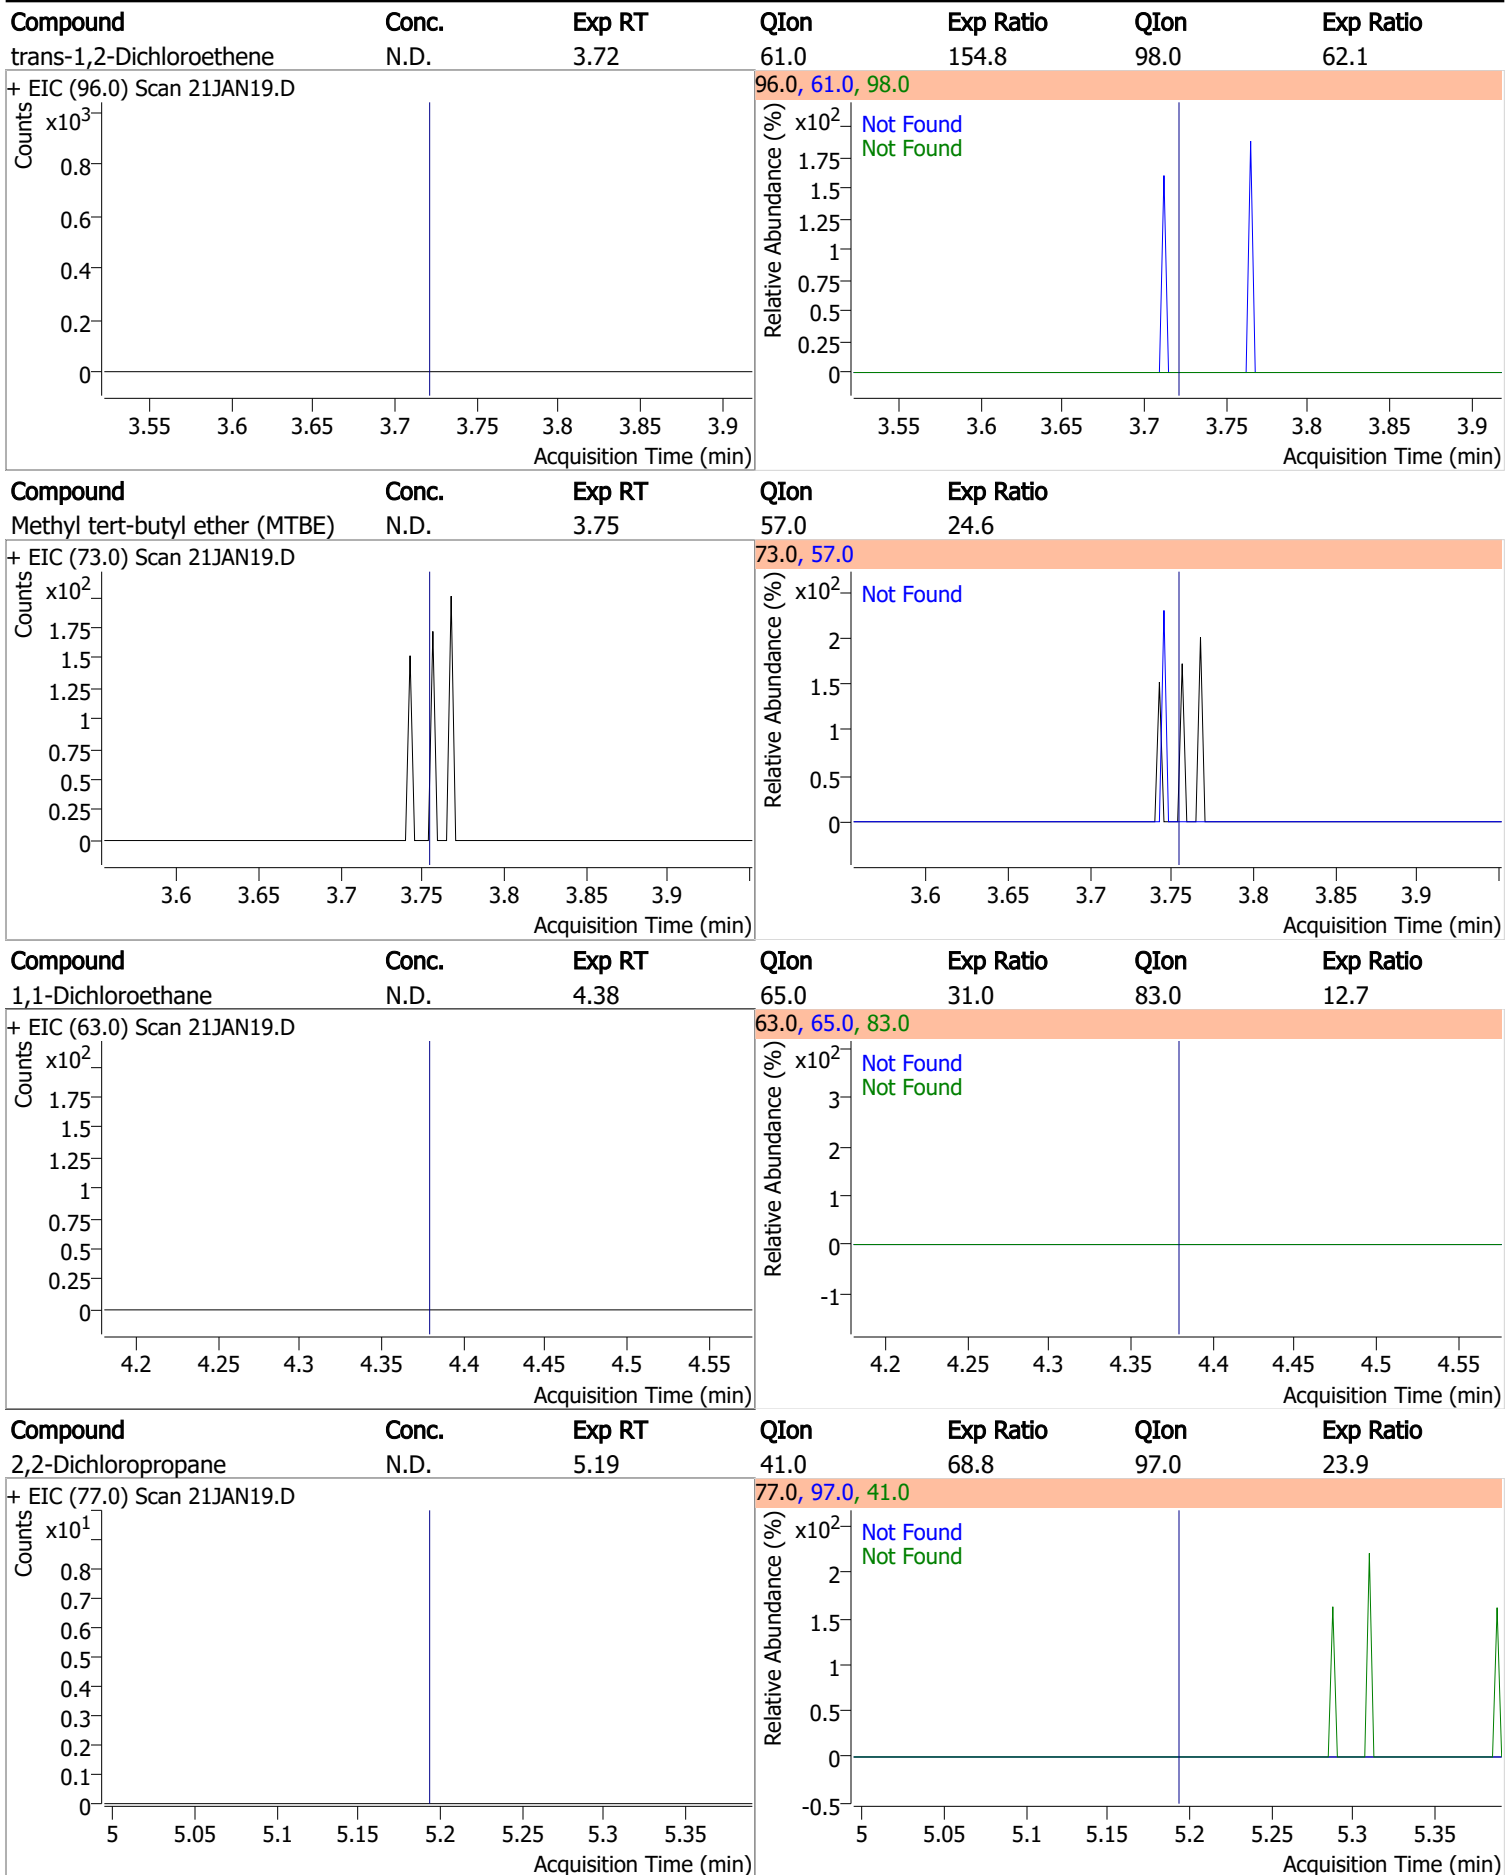 Compound Conc. Exp RT QIon Exp Ratio QIon Exp Ratio
trans-1,2-Dichloroethene N.D. 3.72 61.0 154.8 98.0 62.1
+ EIC (96.0) Scan 21JAN19.D
Counts
x10³
0.8
0.6
0.4
0.2
0
3.55 3.6 3.65 3.7 3.75 3.8 3.85 3.9
Acquisition Time (min)
96.0, 61.0, 98.0
Relative Abundance (%)
x10²
Not Found
Not Found
1.75
1.5
1.25
1
0.75
0.5
0.25
0
3.55 3.6 3.65 3.7 3.75 3.8 3.85 3.9
Acquisition Time (min)
Compound Conc. Exp RT QIon Exp Ratio
Methyl tert-butyl ether (MTBE) N.D. 3.75 57.0 24.6
+ EIC (73.0) Scan 21JAN19.D
Counts
x10²
1.75
1.5
1.25
1
0.75
0.5
0.25
0
3.6 3.65 3.7 3.75 3.8 3.85 3.9
Acquisition Time (min)
73.0, 57.0
Relative Abundance (%)
x10²
Not Found
2
1.5
1
0.5
0
3.6 3.65 3.7 3.75 3.8 3.85 3.9
Acquisition Time (min)
Compound Conc. Exp RT QIon Exp Ratio QIon Exp Ratio
1,1-Dichloroethane N.D. 4.38 65.0 31.0 83.0 12.7
+ EIC (63.0) Scan 21JAN19.D
Counts
x10²
1.75
1.5
1.25
1
0.75
0.5
0.25
0
4.2 4.25 4.3 4.35 4.4 4.45 4.5 4.55
Acquisition Time (min)
63.0, 65.0, 83.0
Relative Abundance (%)
x10²
Not Found
Not Found
3
2
1
0
-1
4.2 4.25 4.3 4.35 4.4 4.45 4.5 4.55
Acquisition Time (min)
Compound Conc. Exp RT QIon Exp Ratio QIon Exp Ratio
2,2-Dichloropropane N.D. 5.19 41.0 68.8 97.0 23.9
+ EIC (77.0) Scan 21JAN19.D
Counts
x10¹
0.8
0.7
0.6
0.5
0.4
0.3
0.2
0.1
0
5 5.05 5.1 5.15 5.2 5.25 5.3 5.35
Acquisition Time (min)
77.0, 97.0, 41.0
Relative Abundance (%)
x10²
Not Found
Not Found
2
1.5
1
0.5
0
-0.5
5 5.05 5.1 5.15 5.2 5.25 5.3 5.35
Acquisition Time (min)